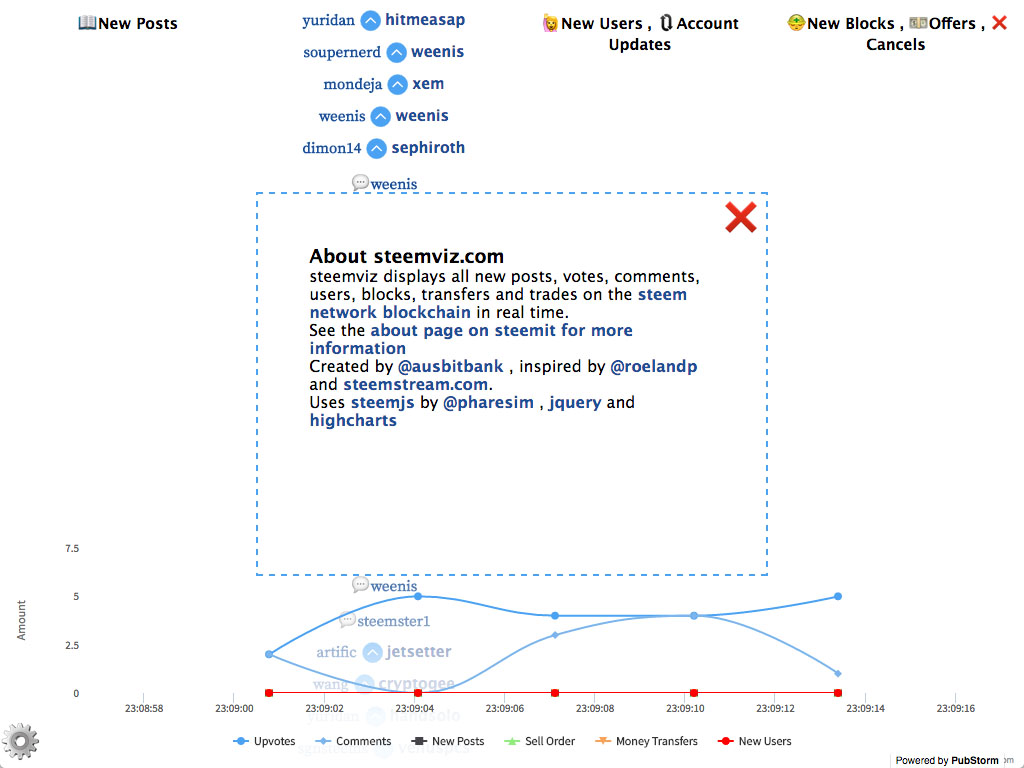 New Posts
yuridan hitmeasap
soupernerd weenis
mondeja xem
weenis weenis
dimon14 sephiroth
weenis
New Users , Account
Updates
New Blocks , Offers ,
Cancels
About steemviz.com
steemviz displays all new posts, votes, comments,
users, blocks, transfers and trades on the steem
network blockchain in real time.
See the about page on steemit for more
information
Created by @ausbitbank , inspired by @roelandp
and steemstream.com.
Uses steemjs by @pharesim , jquery and
highcharts
weenis
steemster1
artific jetsetter
wang cryptogee
yuridan handsolo
Amount
7.5
5
2.5
0
23:08:58 23:09:00 23:09:02 23:09:04 23:09:06 23:09:08 23:09:10 23:09:12 23:09:14 23:09:16
Upvotes Comments New Posts Sell Order Money Transfers New Users
Powered by PubStorm